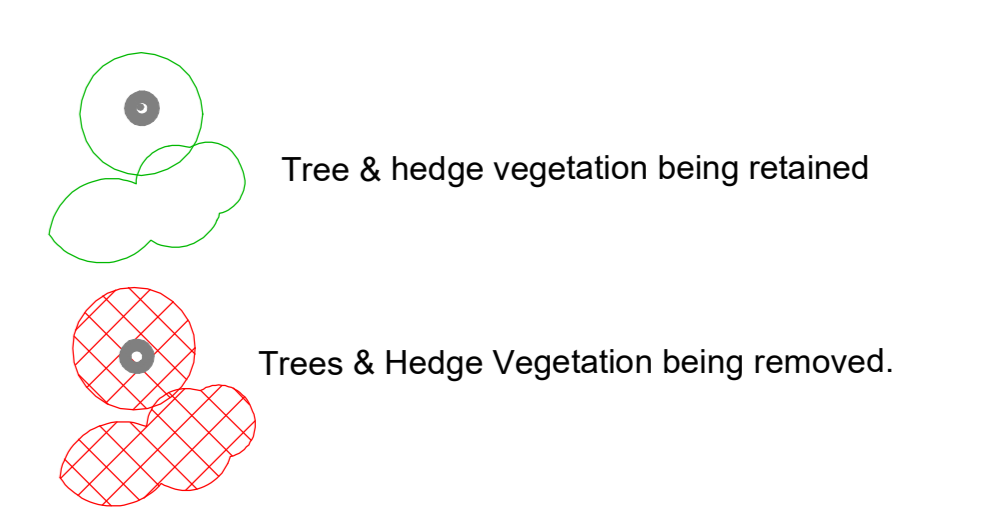 Tree & hedge vegetation being retained
Trees & Hedge Vegetation being removed.